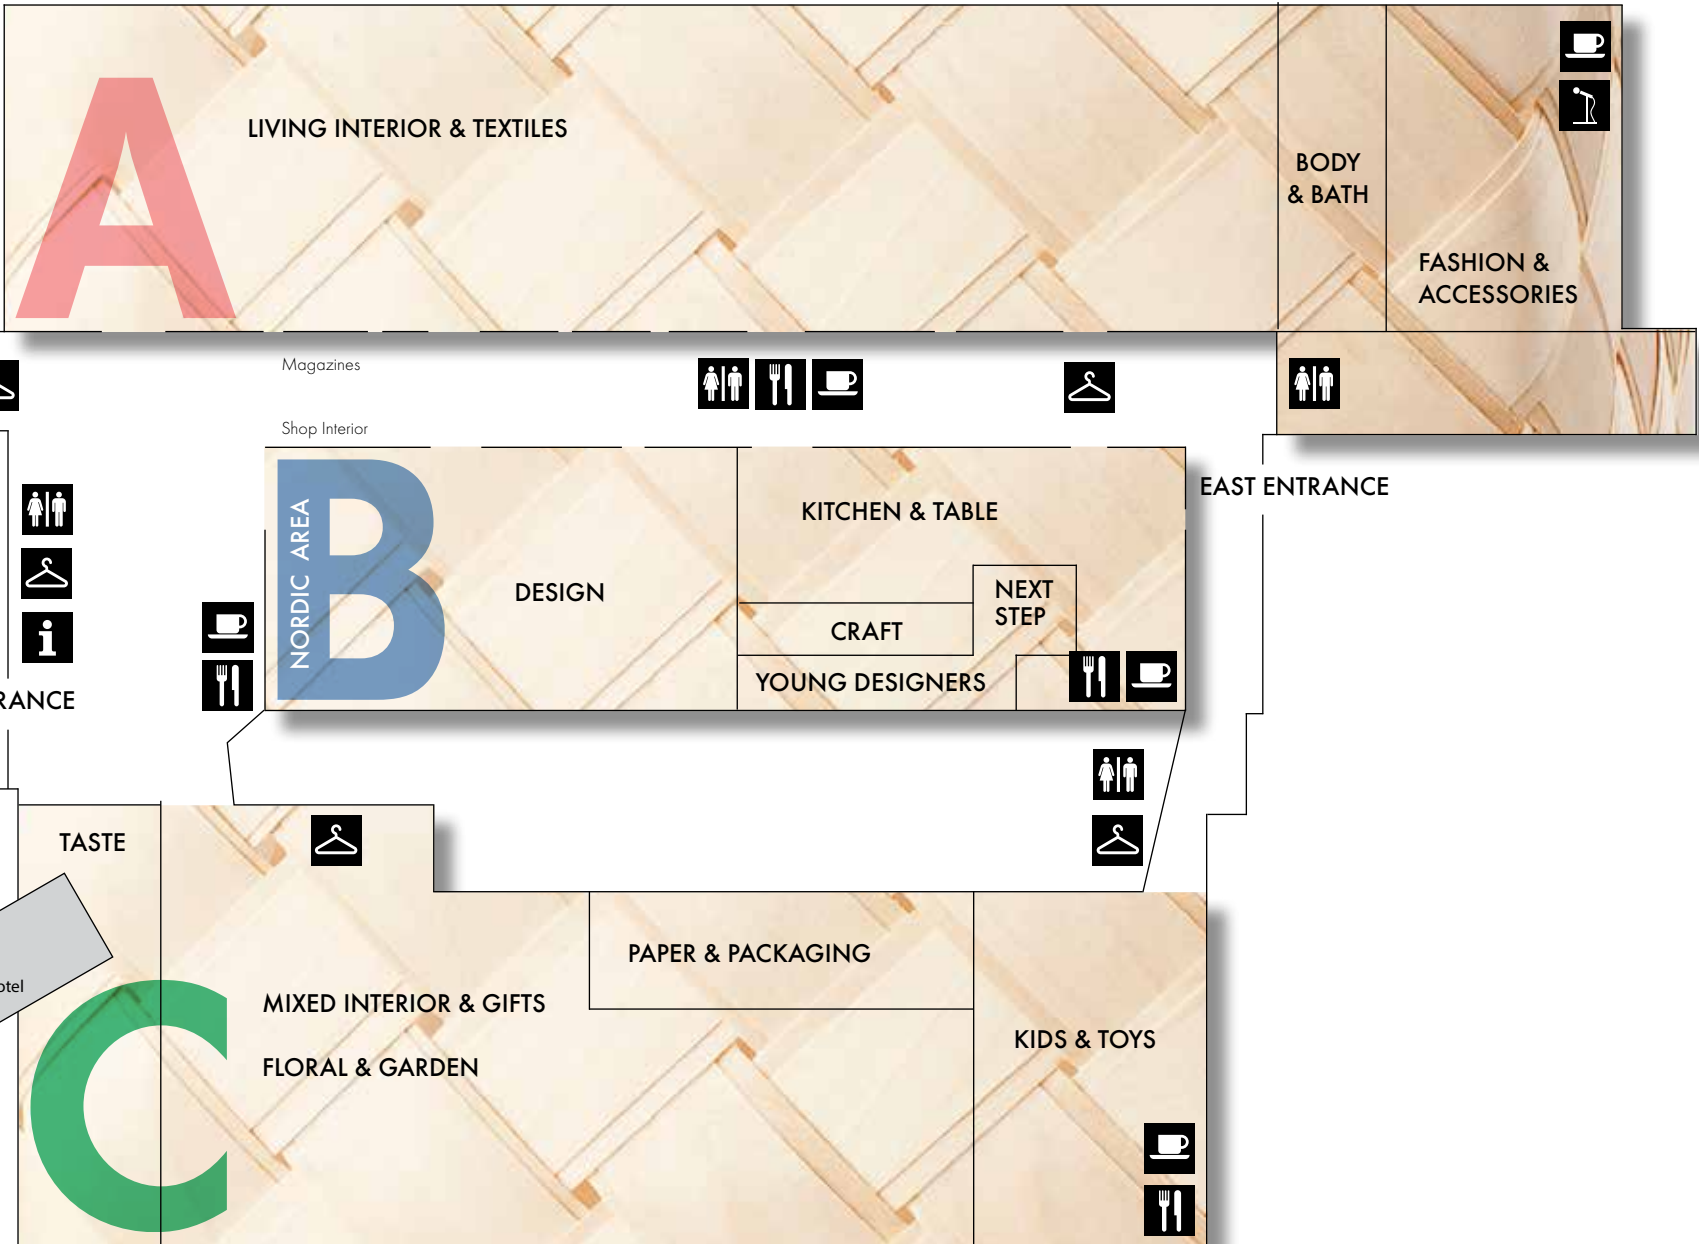 A
LIVING INTERIOR & TEXTILES
BODY
& BATH
FASHION &
ACCESSORIES
Magazines
Shop Interior
B
NORDIC AREA
DESIGN
KITCHEN & TABLE
NEXT
STEP
CRAFT
YOUNG DESIGNERS
EAST ENTRANCE
i
RANCE
TASTE
otel
C
MIXED INTERIOR & GIFTS
FLORAL & GARDEN
PAPER & PACKAGING
KIDS & TOYS